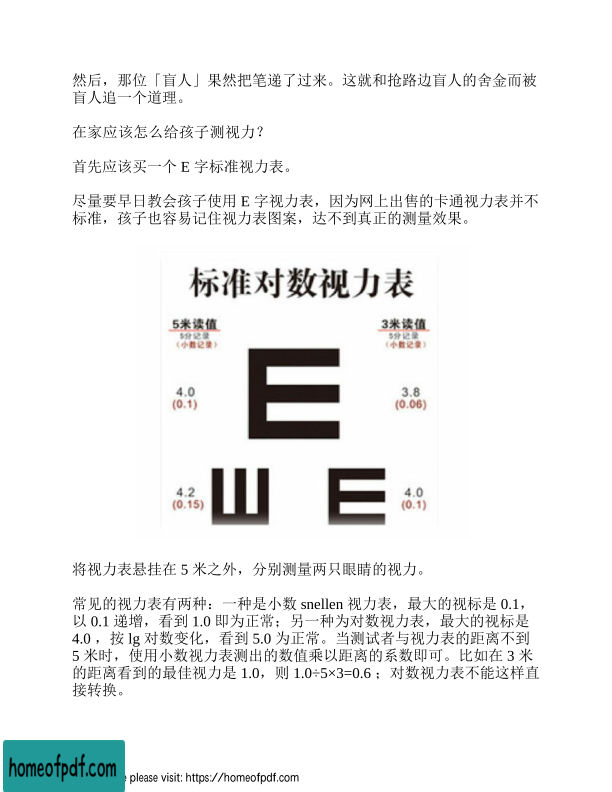 然后，那位「盲人」果然把笔递了过来。这就和抢路边盲人的舍金而被
盲人追一个道理。
在家应该怎么给孩子测视力？
首先应该买一个 E 字标准视力表。
尽量要早日教会孩子使用 E 字视力表，因为网上出售的卡通视力表并不
标准，孩子也容易记住视力表图案，达不到真正的测量效果。
标准对数视力表
5米读值 3米读值
5分记录 5分记录
（小数记录） （小数记录）
E
4.0 3.8
(0.1) (0.06)
E E
4.2 4.0
(0.15) (0.1)
将视力表悬挂在 5 米之外，分别测量两只眼睛的视力。
常见的视力表有两种：一种是小数 snellen 视力表，最大的视标是 0.1，
以 0.1 递增，看到 1.0 即为正常；另一种为对数视力表，最大的视标是
4.0 ，按 lg 对数变化，看到 5.0 为正常。当测试者与视力表的距离不到
5 米时，使用小数视力表测出的数值乘以距离的系数即可。比如在 3 米
的距离看到的最佳视力是 1.0，则 1.0÷5×3=0.6 ；对数视力表不能这样直
接转换。
homeofpdf.com
e please visit: https://homeofpdf.com